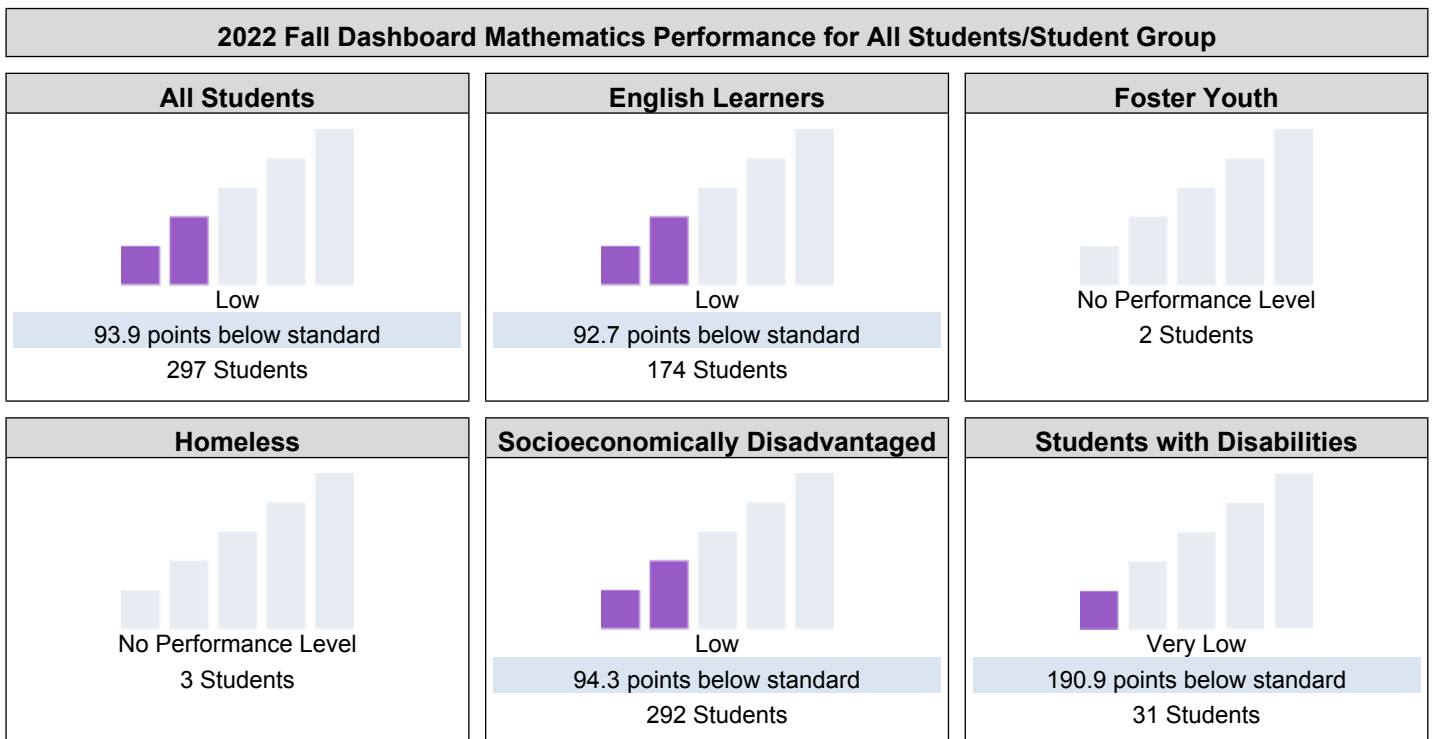 2022 Fall Dashboard Mathematics Performance for All Students/Student Group
All Students
Low
93.9 points below standard
297 Students
English Learners
Low
92.7 points below standard
174 Students
Foster Youth
No Performance Level
2 Students
Homeless
No Performance Level
3 Students
Socioeconomically Disadvantaged
Low
94.3 points below standard
292 Students
Students with Disabilities
Very Low
190.9 points below standard
31 Students